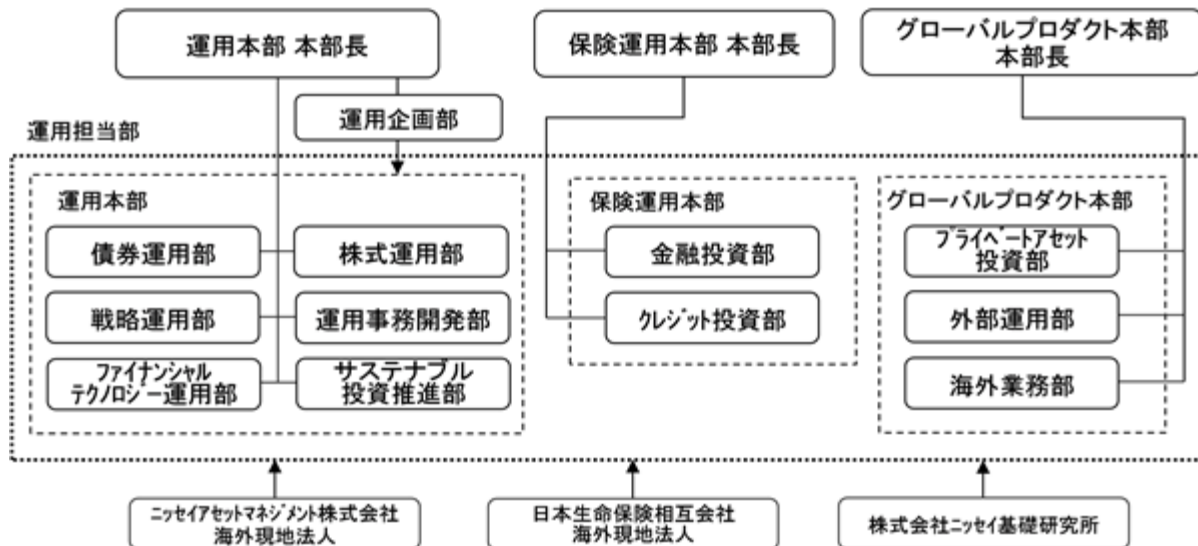 運用本部 本部長
保険運用本部 本部長
グローバルプロダクト本部
本部長
運用企画部
運用担当部
運用本部
債券運用部
株式運用部
戦略運用部
運用事務開発部
ファイナンシャル
テクノロジー運用部
サステナブル
投資推進部
保険運用本部
金融投資部
クレジット投資部
グローバルプロダクト本部
プライベートアセット
投資部
外部運用部
海外業務部
ニッセイアセットマネジメント株式会社
海外現地法人
日本生命保険相互会社
海外現地法人
株式会社ニッセイ基礎研究所